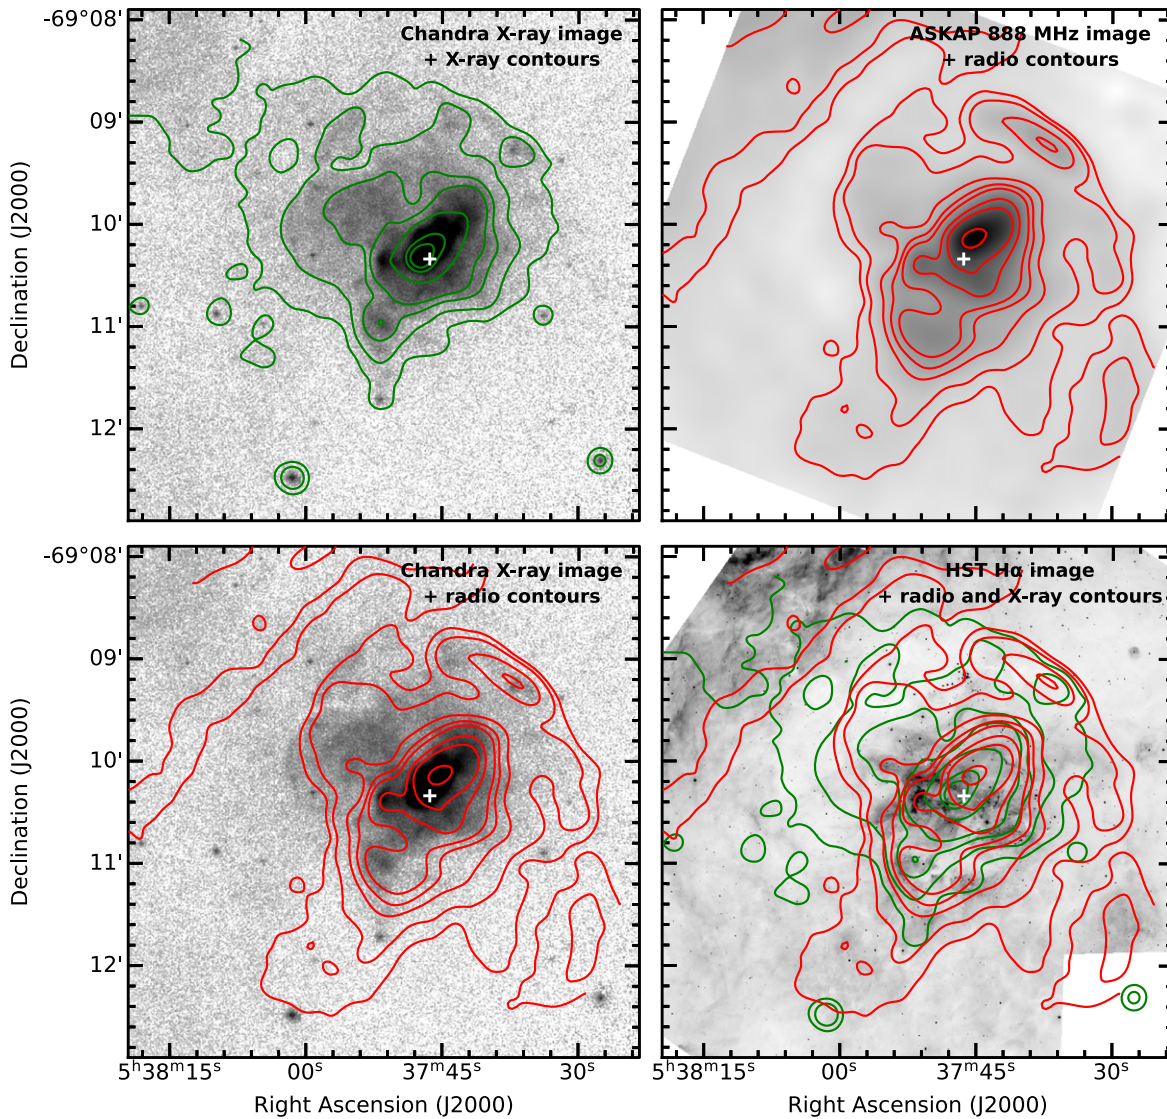 -69°08'
Chandra X-ray image
+ X-ray contours
ASKAP 888 MHz image
+ radio contours
09'
10'
11'
12'
Declination (J2000)
-69°08'
Chandra X-ray image
+ radio contours
HST Hα image
+ radio and X-ray contours
09'
10'
11'
12'
Declination (J2000)
5ʰ38ᵐ15ˢ 00ˢ 37ᵐ45ˢ 30ˢ 5ʰ38ᵐ15ˢ 00ˢ 37ᵐ45ˢ 30ˢ
Right Ascension (J2000) Right Ascension (J2000)